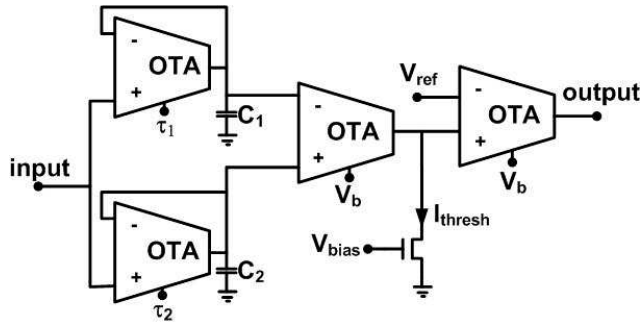 -
OTA
+
τ1
C1
input
-
OTA
+
τ2
C2
-
OTA
+
Vb
Vref
-
OTA
+
Vb
output
Ithresh
Vbias